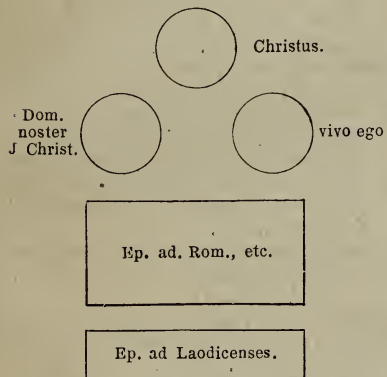 Christus.
Dom.
noster
J Christ.
vivo ego
Ep. ad. Rom., etc.
Ep. ad Laodicenses.